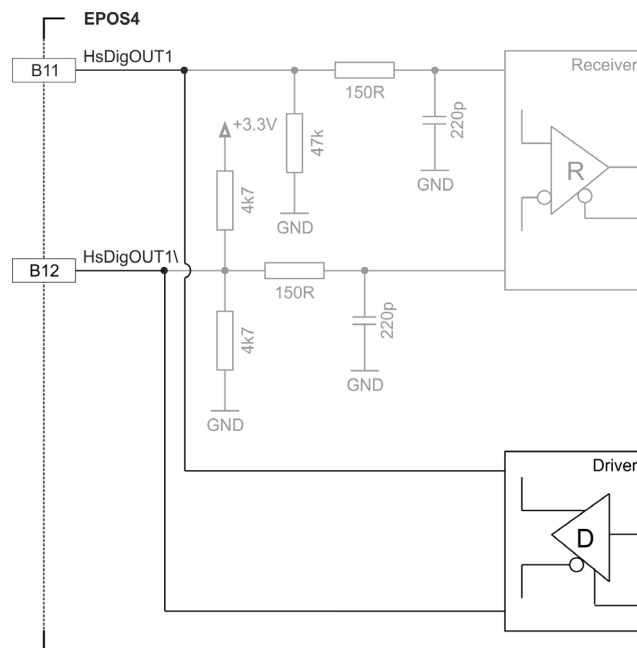 EPOS4
HsDigOUT1
B11
Receiver
150R
+3.3V
47k
220p
R
4k7
GND
GND
HsDigOUT1\
B12
150R
4k7
220p
GND
GND
Driver
D